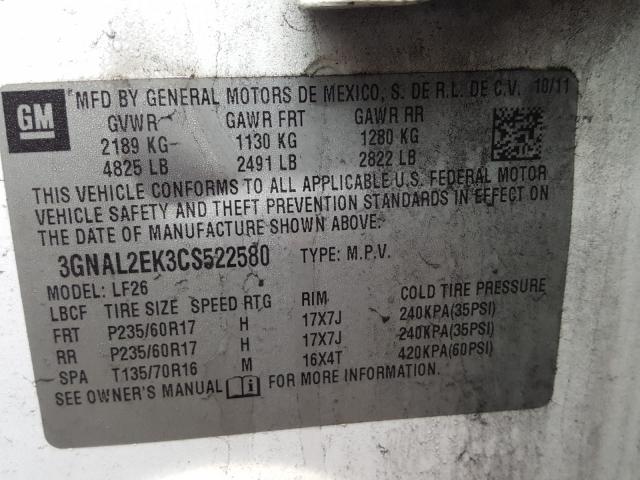 GM
MFD BY GENERAL MOTORS DE MEXICO, S. DE R.L. DE C.V. 10/11
GVWR GAWR FRT GAWR RR
2189 KG 1130 KG 1280 KG
4825 LB 2491 LB 2822 LB
THIS VEHICLE CONFORMS TO ALL APPLICABLE U.S. FEDERAL MOTOR
VEHICLE SAFETY AND THEFT PREVENTION STANDARDS IN EFFECT ON
THE DATE OF MANUFACTURE SHOWN ABOVE.
3GNAL2EK3CS522580 TYPE: M.P.V.
MODEL: LF26
LBCF TIRE SIZE SPEED RTG RIM COLD TIRE PRESSURE
FRT P235/60R17 H 17X7J 240KPA(35PSI)
RR P235/60R17 H 17X7J 240KPA(35PSI)
SPA T135/70R16 M 16X4T 420KPA(60PSI)
SEE OWNER'S MANUAL FOR MORE INFORMATION.